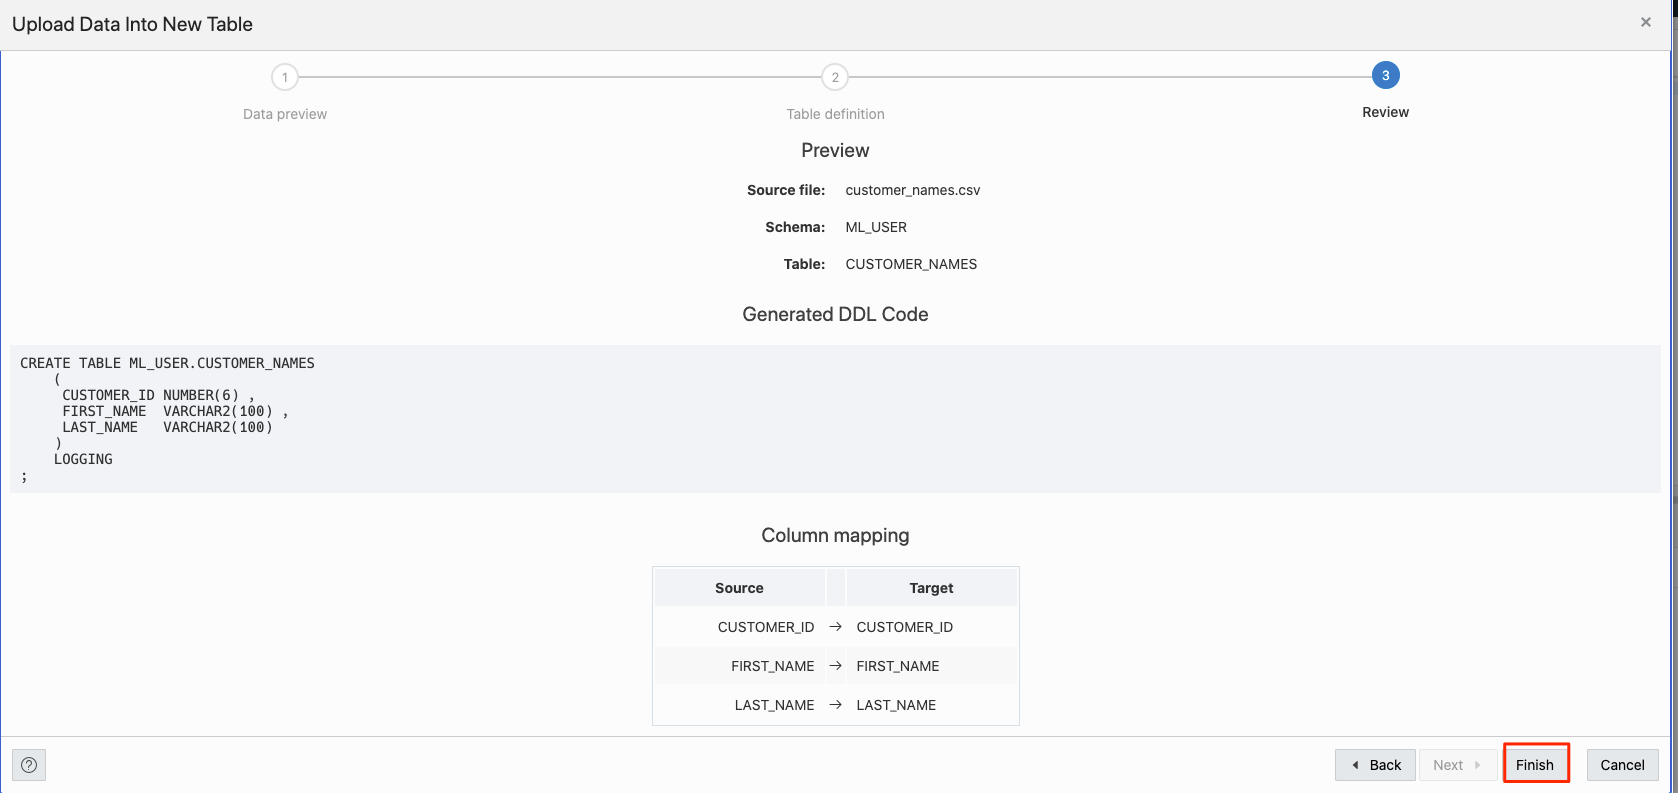 Upload Data Into New Table
×
1
2
3
Data preview
Table definition
Review
Preview
Source file: customer_names.csv
Schema: ML_USER
Table: CUSTOMER_NAMES
Generated DDL Code
CREATE TABLE ML_USER.CUSTOMER_NAMES
    (
     CUSTOMER_ID NUMBER(6) ,
     FIRST_NAME  VARCHAR2(100) ,
     LAST_NAME   VARCHAR2(100)
    )
    LOGGING
;
Column mapping
Source Target
CUSTOMER_ID → CUSTOMER_ID
FIRST_NAME → FIRST_NAME
LAST_NAME → LAST_NAME
? Back Next Finish Cancel